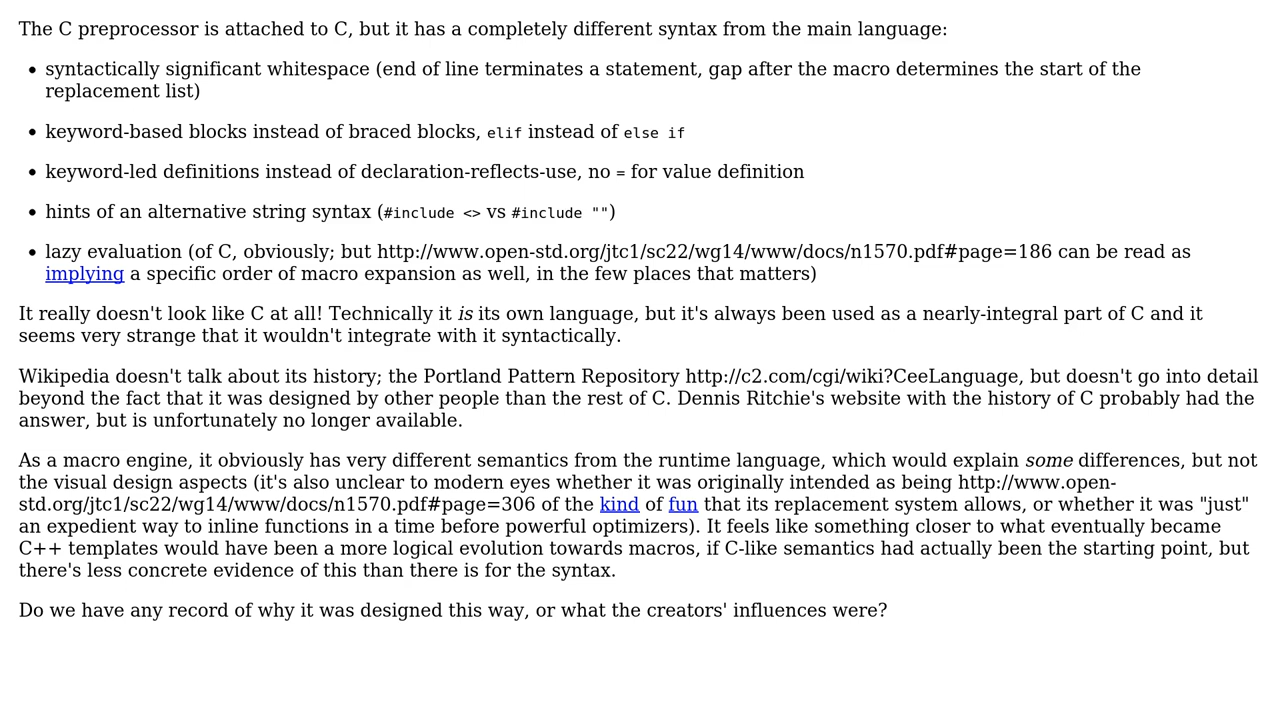 The C preprocessor is attached to C, but it has a completely different syntax from the main language:
• syntactically significant whitespace (end of line terminates a statement, gap after the macro determines the start of the
replacement list)
• keyword-based blocks instead of braced blocks, elif instead of else if
• keyword-led definitions instead of declaration-reflects-use, no = for value definition
• hints of an alternative string syntax (#include <> vs #include "")
• lazy evaluation (of C, obviously; but http://www.open-std.org/jtc1/sc22/wg14/www/docs/n1570.pdf#page=186 can be read as
implying a specific order of macro expansion as well, in the few places that matters)
It really doesn't look like C at all! Technically it is its own language, but it's always been used as a nearly-integral part of C and it
seems very strange that it wouldn't integrate with it syntactically.
Wikipedia doesn't talk about its history; the Portland Pattern Repository http://c2.com/cgi/wiki?CeeLanguage, but doesn't go into detail
beyond the fact that it was designed by other people than the rest of C. Dennis Ritchie's website with the history of C probably had the
answer, but is unfortunately no longer available.
As a macro engine, it obviously has very different semantics from the runtime language, which would explain some differences, but not
the visual design aspects (it's also unclear to modern eyes whether it was originally intended as being http://www.open-
std.org/jtc1/sc22/wg14/www/docs/n1570.pdf#page=306 of the kind of fun that its replacement system allows, or whether it was "just"
an expedient way to inline functions in a time before powerful optimizers). It feels like something closer to what eventually became
C++ templates would have been a more logical evolution towards macros, if C-like semantics had actually been the starting point, but
there's less concrete evidence of this than there is for the syntax.
Do we have any record of why it was designed this way, or what the creators' influences were?